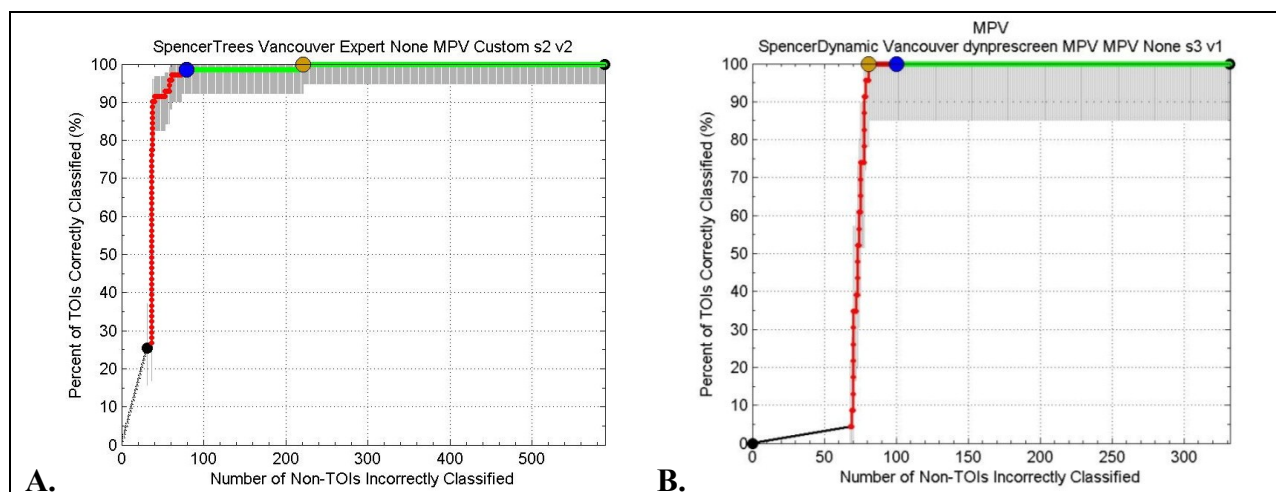 SpencerTrees Vancouver Expert None MPV Custom s2 v2
100
90
80
70
60
50
40
30
20
10
0
Percent of TOIs Correctly Classified (%)
0 100 200 300 400 500
Number of Non-TOIs Incorrectly Classified
A.
MPV
SpencerDynamic Vancouver dynprescreen MPV MPV None s3 v1
100
90
80
70
60
50
40
30
20
10
0
Percent of TOIs Correctly Classified (%)
0 50 100 150 200 250 300
Number of Non-TOIs Incorrectly Classified
B.